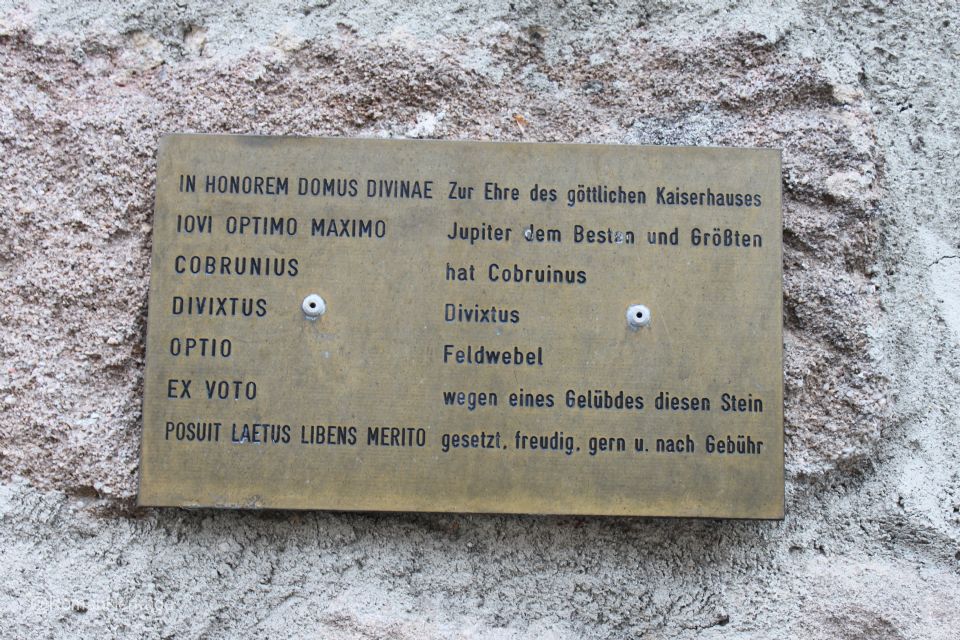 IN HONOREM DOMUS DIVINAE Zur Ehre des göttlichen Kaiserhauses
IOVI OPTIMO MAXIMO Jupiter dem Besten und Größten
COBRUNIUS hat Cobruinus
DIVIXTUS Divixtus
OPTIO Feldwebel
EX VOTO wegen eines Gelübdes diesen Stein
POSUIT LAETUS LIBENS MERITO gesetzt, freudig, gern u. nach Gebühr